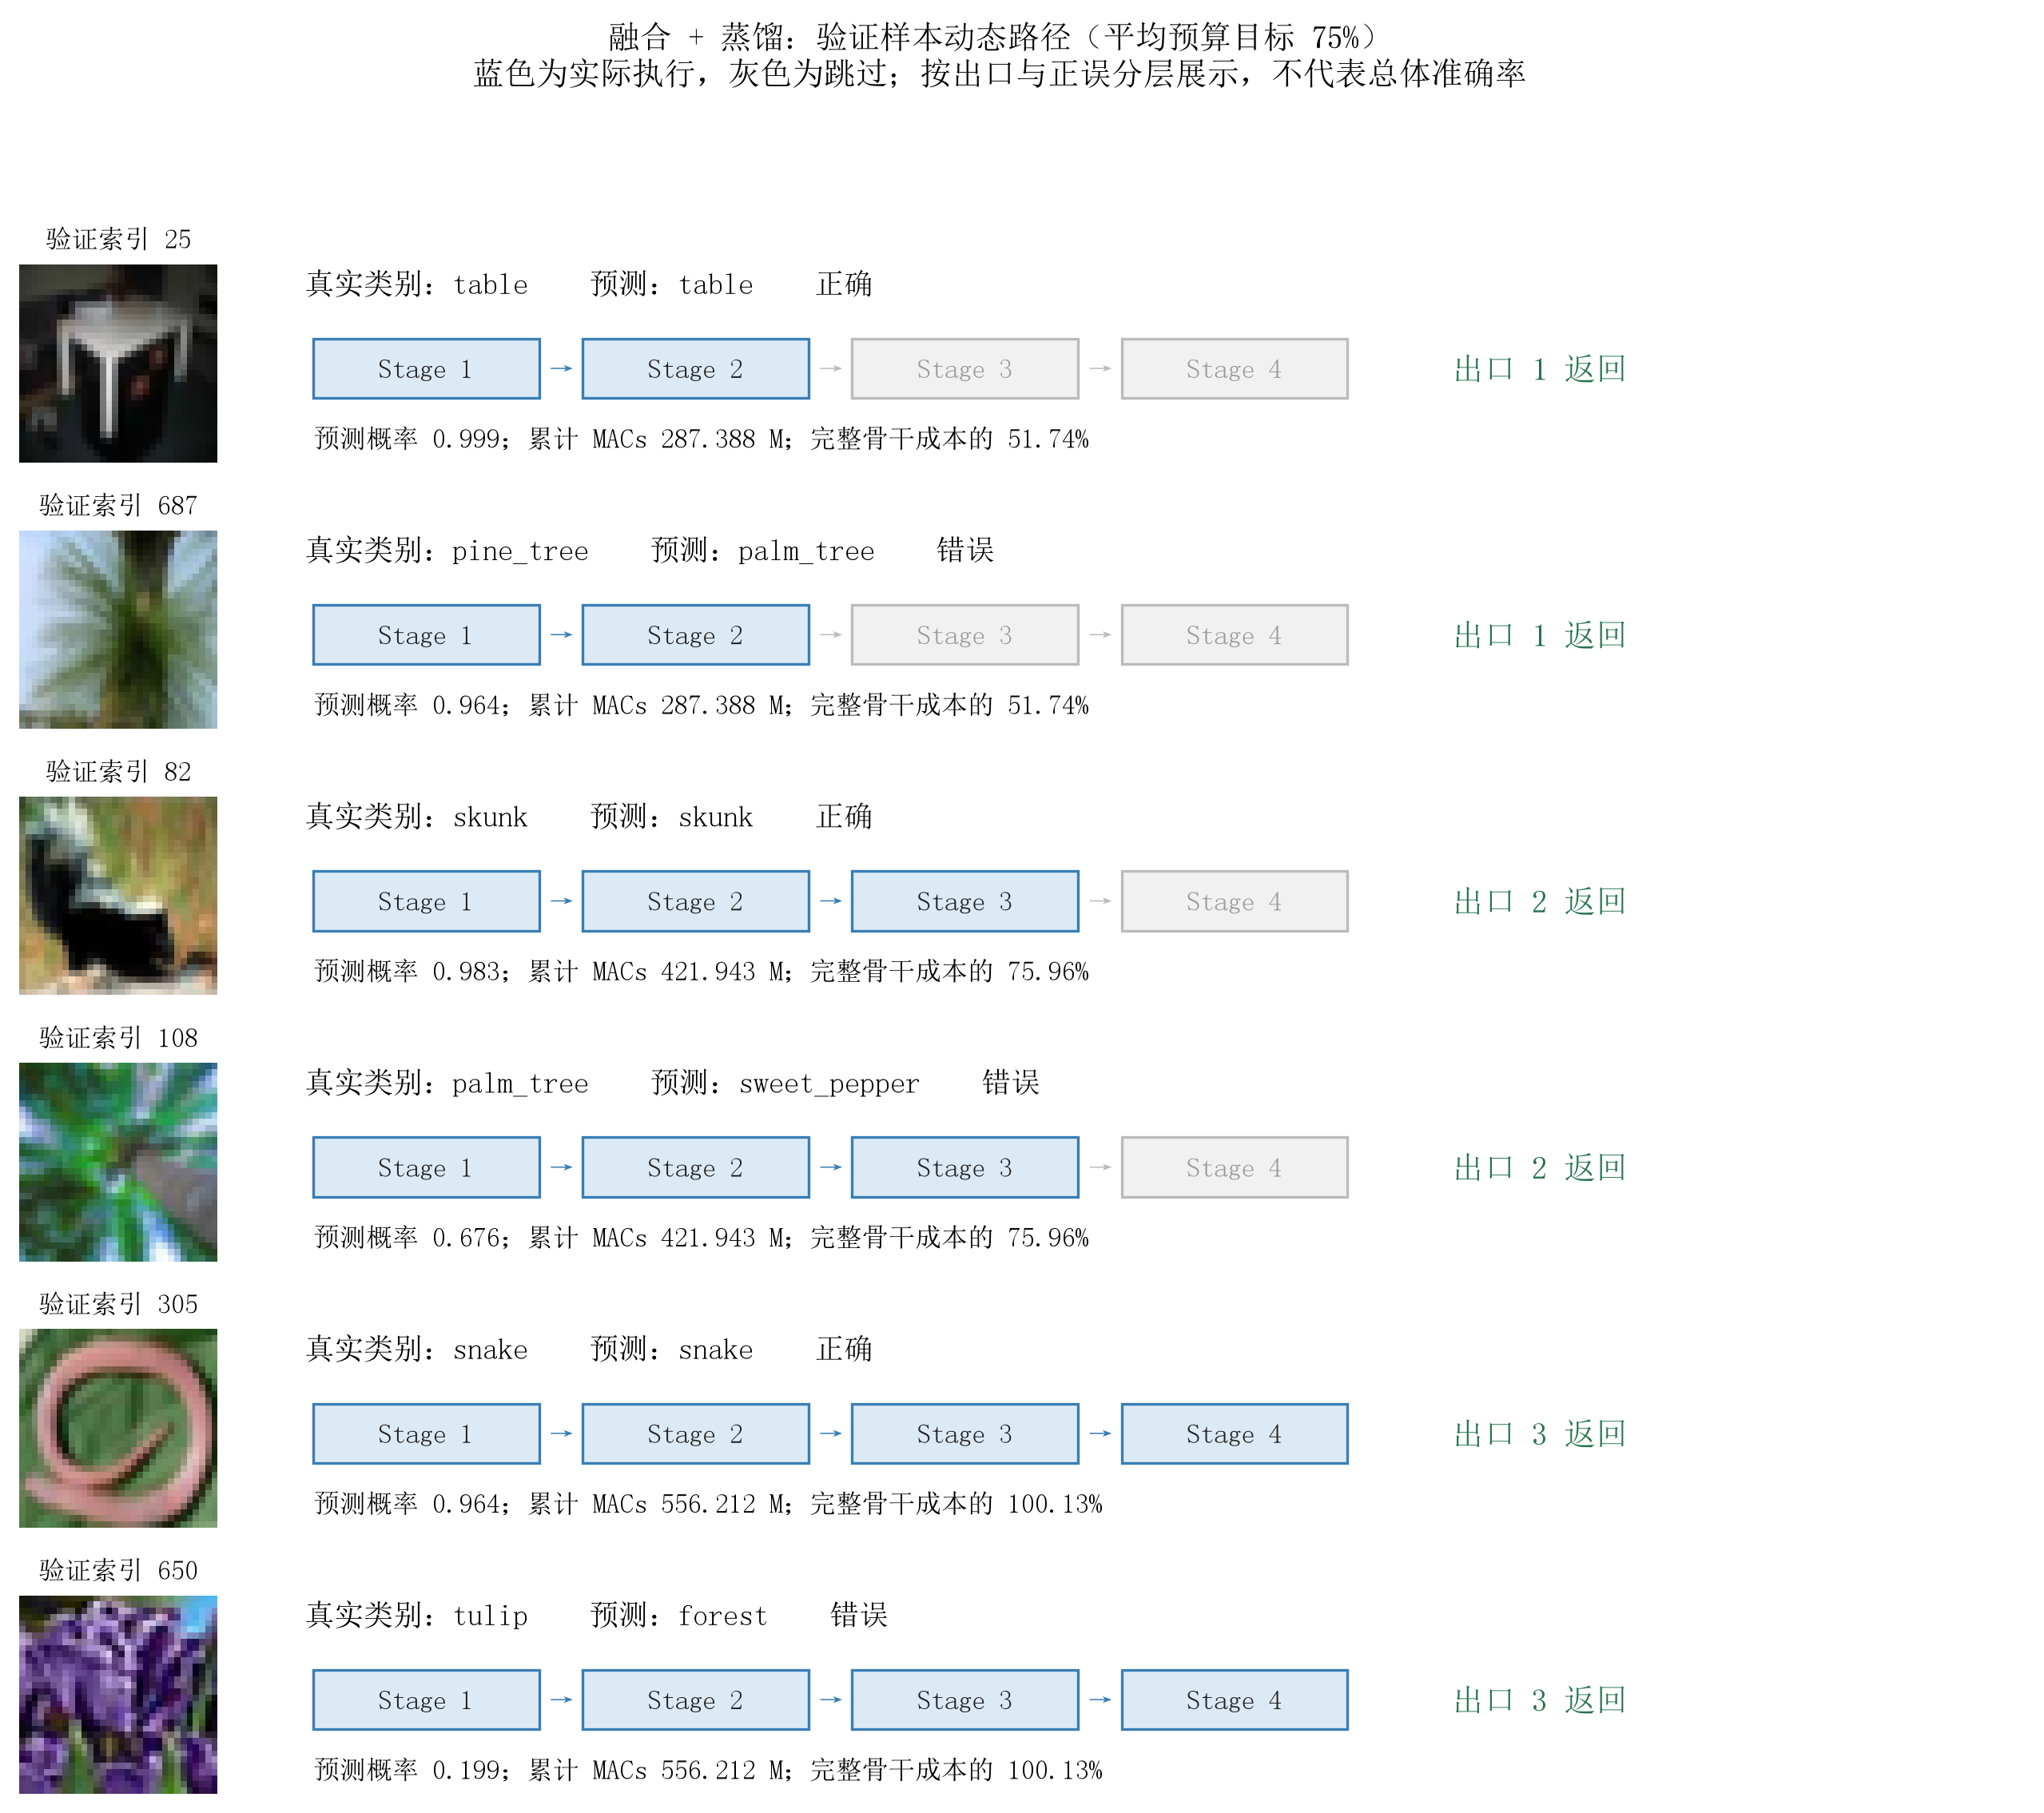 融合 + 蒸馏：验证样本动态路径（平均预算目标 75%）
蓝色为实际执行，灰色为跳过；按出口与正误分层展示，不代表总体准确率
验证索引 25
真实类别：table 预测：table 正确
Stage 1 → Stage 2 → Stage 3 → Stage 4 出口 1 返回
预测概率 0.999；累计 MACs 287.388 M；完整骨干成本的 51.74%
验证索引 687
真实类别：pine_tree 预测：palm_tree 错误
Stage 1 → Stage 2 → Stage 3 → Stage 4 出口 1 返回
预测概率 0.964；累计 MACs 287.388 M；完整骨干成本的 51.74%
验证索引 82
真实类别：skunk 预测：skunk 正确
Stage 1 → Stage 2 → Stage 3 → Stage 4 出口 2 返回
预测概率 0.983；累计 MACs 421.943 M；完整骨干成本的 75.96%
验证索引 108
真实类别：palm_tree 预测：sweet_pepper 错误
Stage 1 → Stage 2 → Stage 3 → Stage 4 出口 2 返回
预测概率 0.676；累计 MACs 421.943 M；完整骨干成本的 75.96%
验证索引 305
真实类别：snake 预测：snake 正确
Stage 1 → Stage 2 → Stage 3 → Stage 4 出口 3 返回
预测概率 0.964；累计 MACs 556.212 M；完整骨干成本的 100.13%
验证索引 650
真实类别：tulip 预测：forest 错误
Stage 1 → Stage 2 → Stage 3 → Stage 4 出口 3 返回
预测概率 0.199；累计 MACs 556.212 M；完整骨干成本的 100.13%